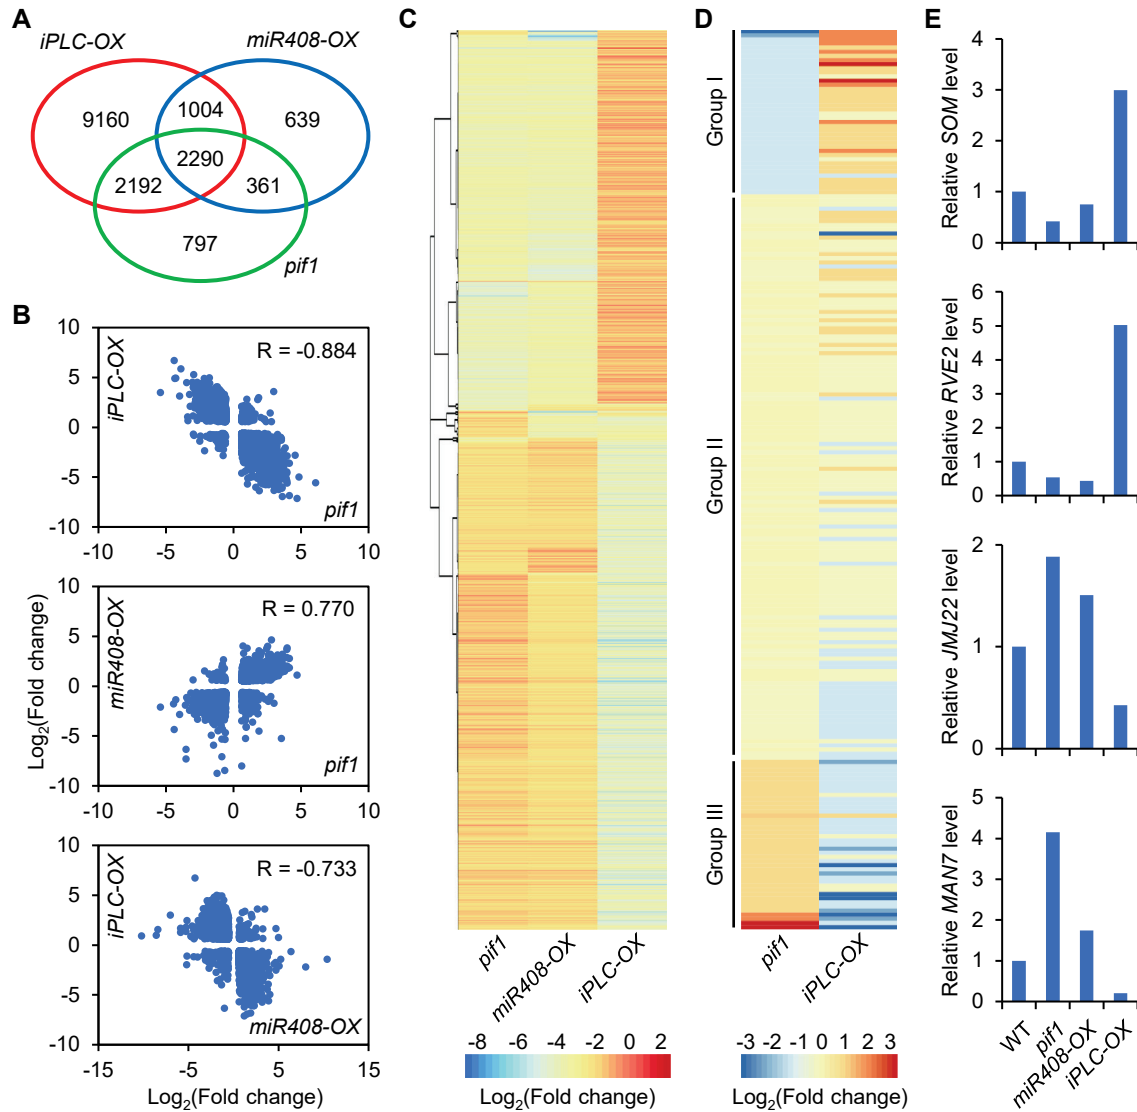 A
iPLC-OX
miR408-OX
9160
1004
639
2290
2192
361
797
pif1
B
10
5
0
-5
-10
-10
-5
0
5
10
iPLC-OX
R = -0.884
pif1
10
5
0
-5
-10
-10
-5
0
5
10
miR408-OX
R = 0.770
pif1
Log2(Fold change)
10
5
0
-5
-10
-15
-5
5
15
iPLC-OX
R = -0.733
miR408-OX
Log2(Fold change)
C
pif1
miR408-OX
iPLC-OX
-8
-6
-4
-2
0
2
Log2(Fold change)
D
Group I
Group II
Group III
pif1
iPLC-OX
-3
-2
-1
0
1
2
3
Log2(Fold change)
E
Relative SOM level
4
3
2
1
0
Relative RVE2 level
6
5
4
3
2
1
0
Relative JMJ22 level
2
1
0
Relative MAN7 level
5
4
3
2
1
0
WT
pif1
miR408-OX
iPLC-OX